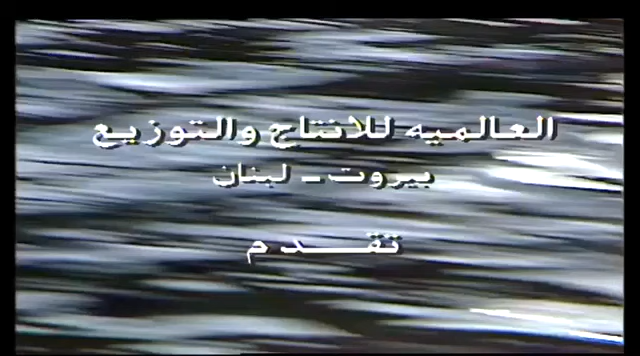 العالميه للانتاج والتوزيع
بيروت - لبنان
تقدم